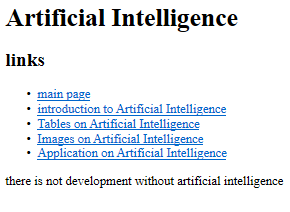 Artificial Intelligence
links
• main page
• introduction to Artificial Intelligence
• Tables on Artificial Intelligence
• Images on Artificial Intelligence
• Application on Artificial Intelligence
there is not development without artificial intelligence